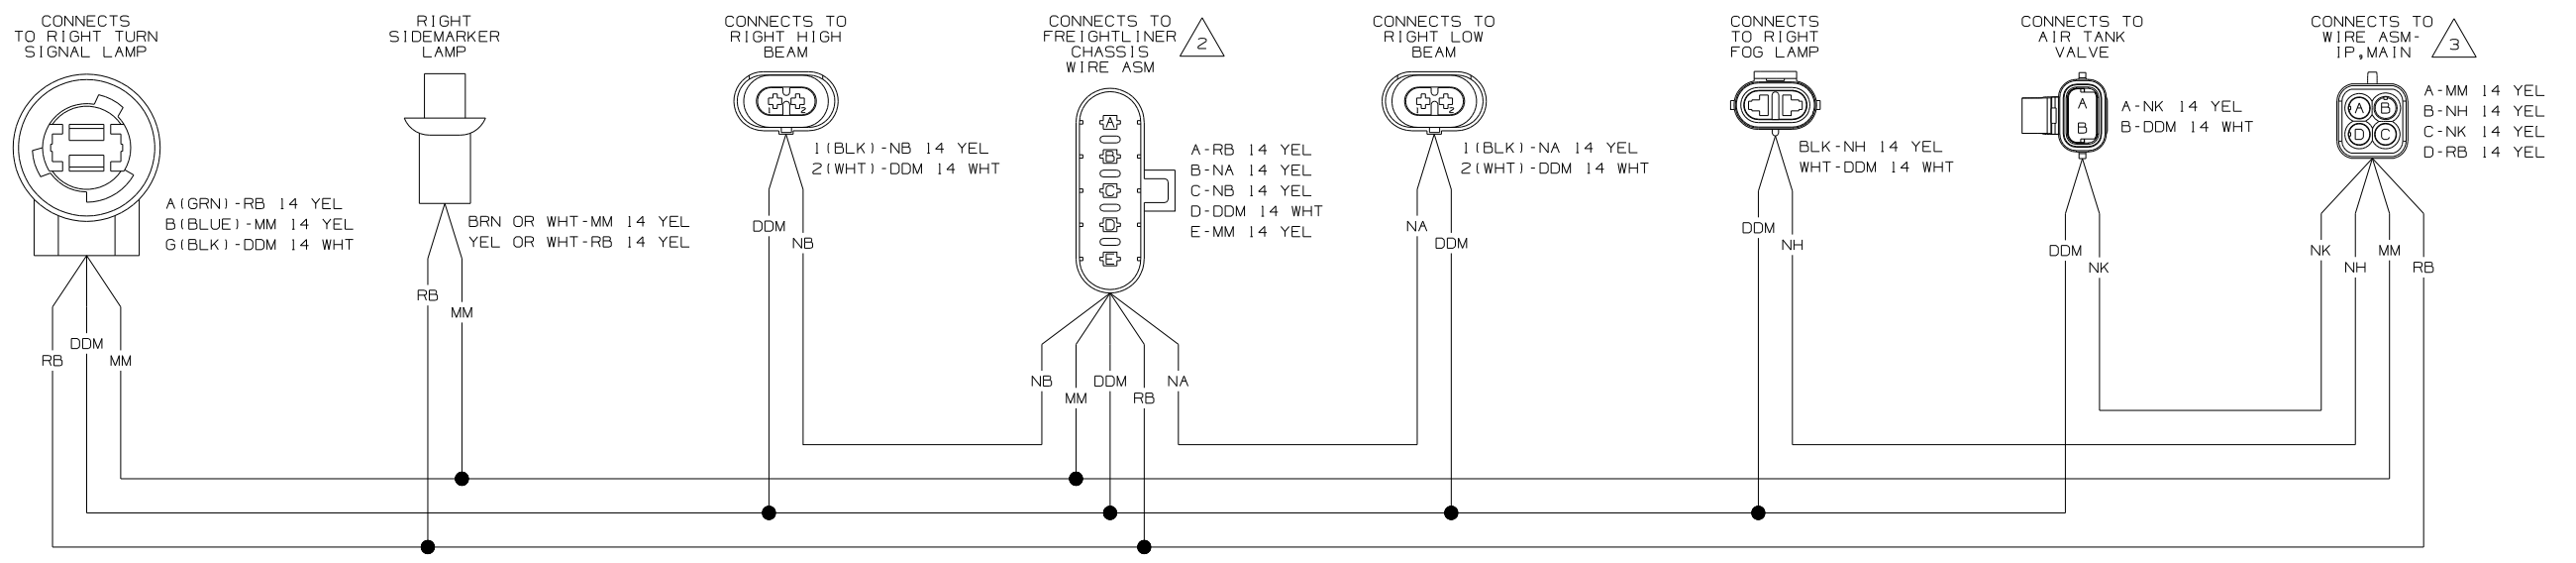 CONNECTS
TO RIGHT TURN
SIGNAL LAMP
A(GRN)-RB 14 YEL
B(BLUE)-MM 14 YEL
G(BLK)-DDM 14 WHT
RB
DDM
MM
RIGHT
SIDEMARKER
LAMP
BRN OR WHT-MM 14 YEL
YEL OR WHT-RB 14 YEL
RB
MM
CONNECTS TO
RIGHT HIGH
BEAM
2
1(BLK)-NB 14 YEL
2(WHT)-DDM 14 WHT
DDM
NB
CONNECTS TO
FREIGHTLINER
CHASSIS
WIRE ASM
2
A
B
C
D
E
A-RB 14 YEL
B-NA 14 YEL
C-NB 14 YEL
D-DDM 14 WHT
E-MM 14 YEL
NB
MM
DDM
RB
NA
CONNECTS TO
RIGHT LOW
BEAM
2
1(BLK)-NA 14 YEL
2(WHT)-DDM 14 WHT
NA
DDM
CONNECTS
TO RIGHT
FOG LAMP
BLK-NH 14 YEL
WHT-DDM 14 WHT
DDM
NH
CONNECTS TO
AIR TANK
VALVE
A
B
A-NK 14 YEL
B-DDM 14 WHT
DDM
NK
CONNECTS TO
WIRE ASM-
IP,MAIN
3
A B
D C
A-MM 14 YEL
B-NH 14 YEL
C-NK 14 YEL
D-RB 14 YEL
NK
NH
MM
RB